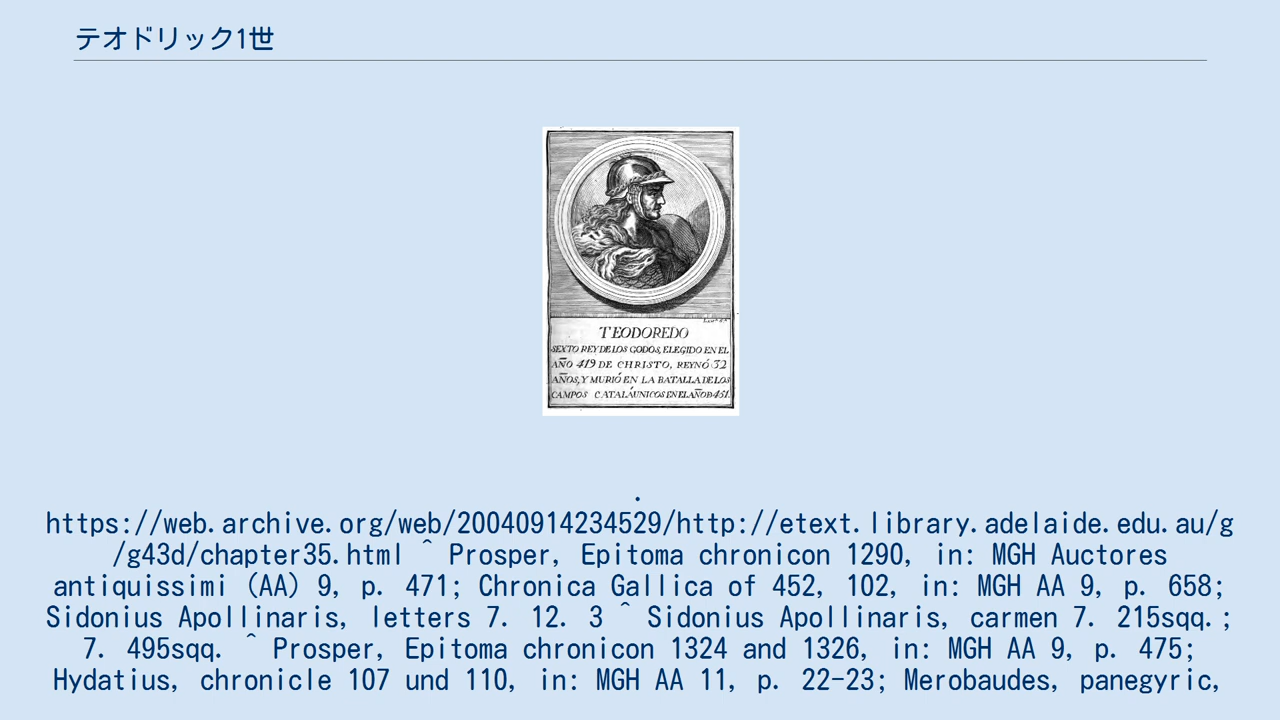 テオドリック1世
TEODOREDO
SEXTO REY DE LOS GODOS, ELEGIDO EN EL
AÑO 419 DE CHRISTO, REYNÓ 32
AÑOS, Y MURIÓ EN LA BATALLA DE LOS
CAMPOS CATALÁUNICOS EN EL AÑO D 451.
.
https://web.archive.org/web/20040914234529/http://etext.library.adelaide.edu.au/g
/g43d/chapter35.html ^ Prosper, Epitoma chronicon 1290, in: MGH Auctores
antiquissimi (AA) 9, p. 471; Chronica Gallica of 452, 102, in: MGH AA 9, p. 658;
Sidonius Apollinaris, letters 7. 12. 3 ^ Sidonius Apollinaris, carmen 7. 215sqq.;
7. 495sqq. ^ Prosper, Epitoma chronicon 1324 and 1326, in: MGH AA 9, p. 475;
Hydatius, chronicle 107 und 110, in: MGH AA 11, p. 22-23; Merobaudes, panegyric,